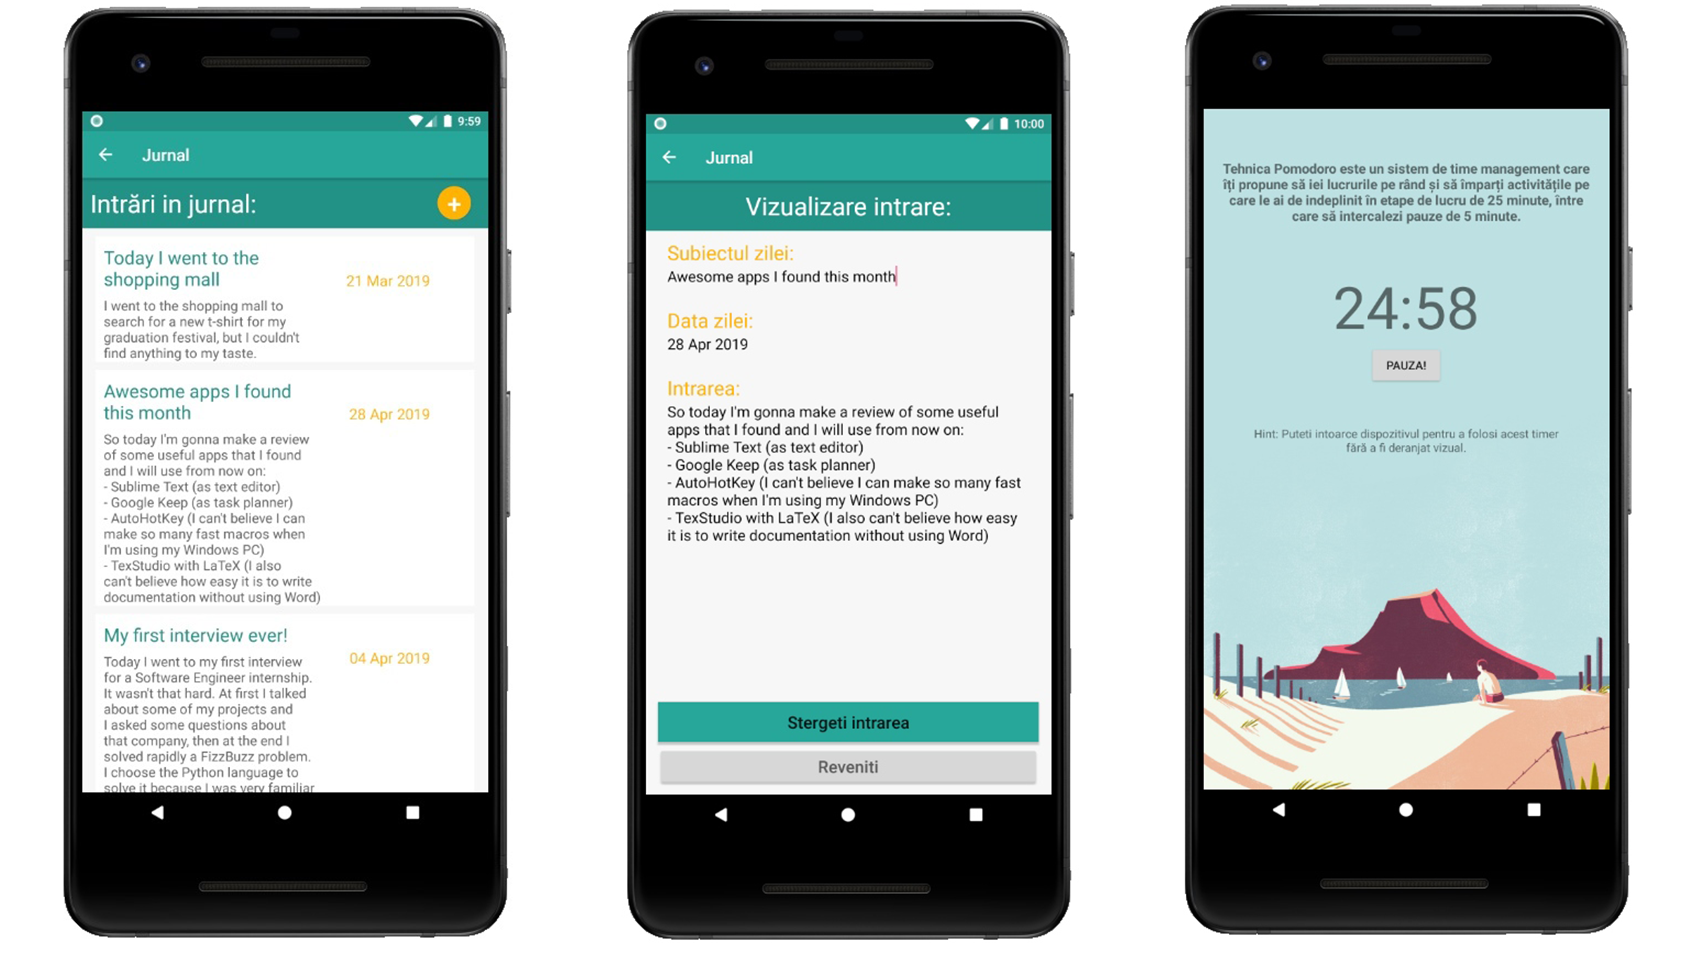 9:59
Jurnal
Intrări in jurnal:
+
Today I went to the
shopping mall
21 Mar 2019
I went to the shopping mall to
search for a new t-shirt for my
graduation festival, but I couldn't
find anything to my taste.
Awesome apps I found
this month
28 Apr 2019
So today I'm gonna make a review
of some useful apps that I found
and I will use from now on:
- Sublime Text (as text editor)
- Google Keep (as task planner)
- AutoHotKey (I can't believe I can
make so many fast macros when
I'm using my Windows PC)
- TexStudio with LaTeX (I also
can't believe how easy it is to write
documentation without using Word)
My first interview ever!
04 Apr 2019
Today I went to my first interview
for a Software Engineer internship.
It wasn't that hard. At first I talked
about some of my projects and
I asked some questions about
that company, then at the end I
solved rapidly a FizzBuzz problem.
I choose the Python language to
solve it because I was very familiar
10:00
Jurnal
Vizualizare intrare:
Subiectul zilei:
Awesome apps I found this month
Data zilei:
28 Apr 2019
Intrarea:
So today I'm gonna make a review of some useful
apps that I found and I will use from now on:
- Sublime Text (as text editor)
- Google Keep (as task planner)
- AutoHotKey (I can't believe I can make so many fast
macros when I'm using my Windows PC)
- TexStudio with LaTeX (I also can't believe how easy
it is to write documentation without using Word)
Stergeti intrarea
Reveniti
Tehnica Pomodoro este un sistem de time management care
îți propune să iei lucrurile pe rând și să împarți activitățile pe
care le ai de indeplinit în etape de lucru de 25 minute, între
care să intercalezi pauze de 5 minute.
24:58
PAUZA!
Hint: Puteti intoarce dispozitivul pentru a folosi acest timer
fără a fi deranjat vizual.